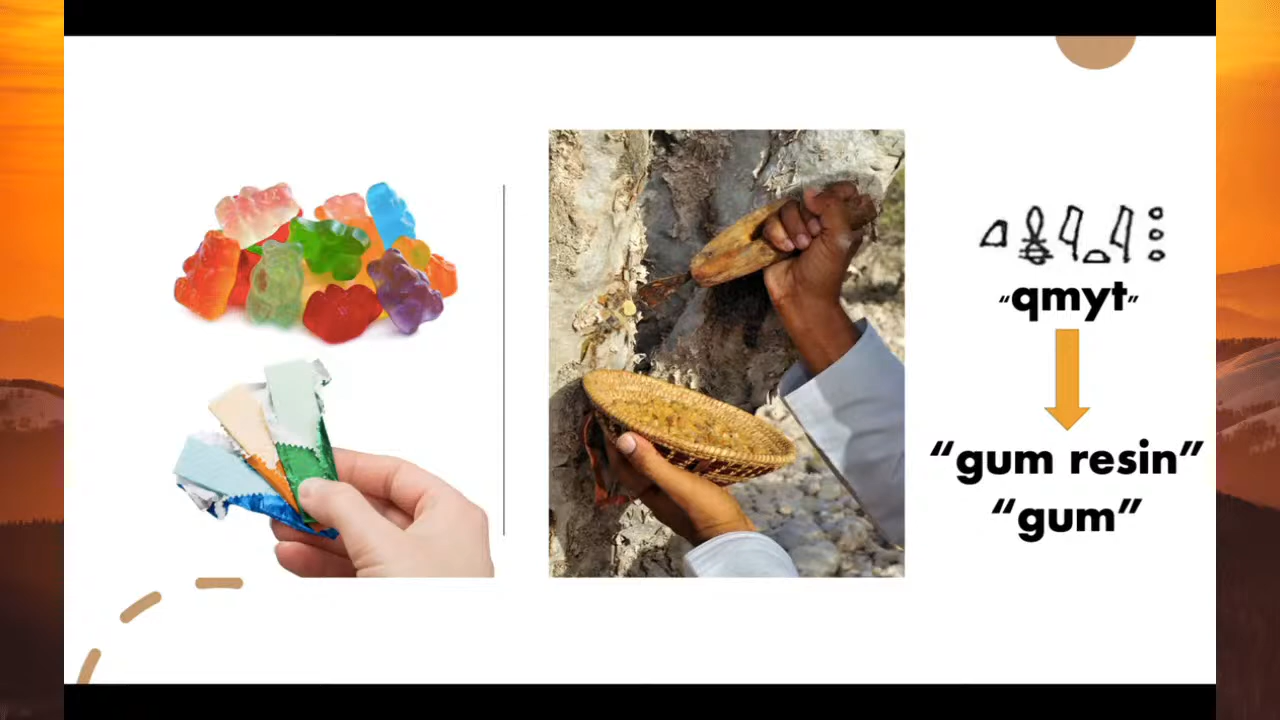 “qmyt”
“gum resin”
“gum”